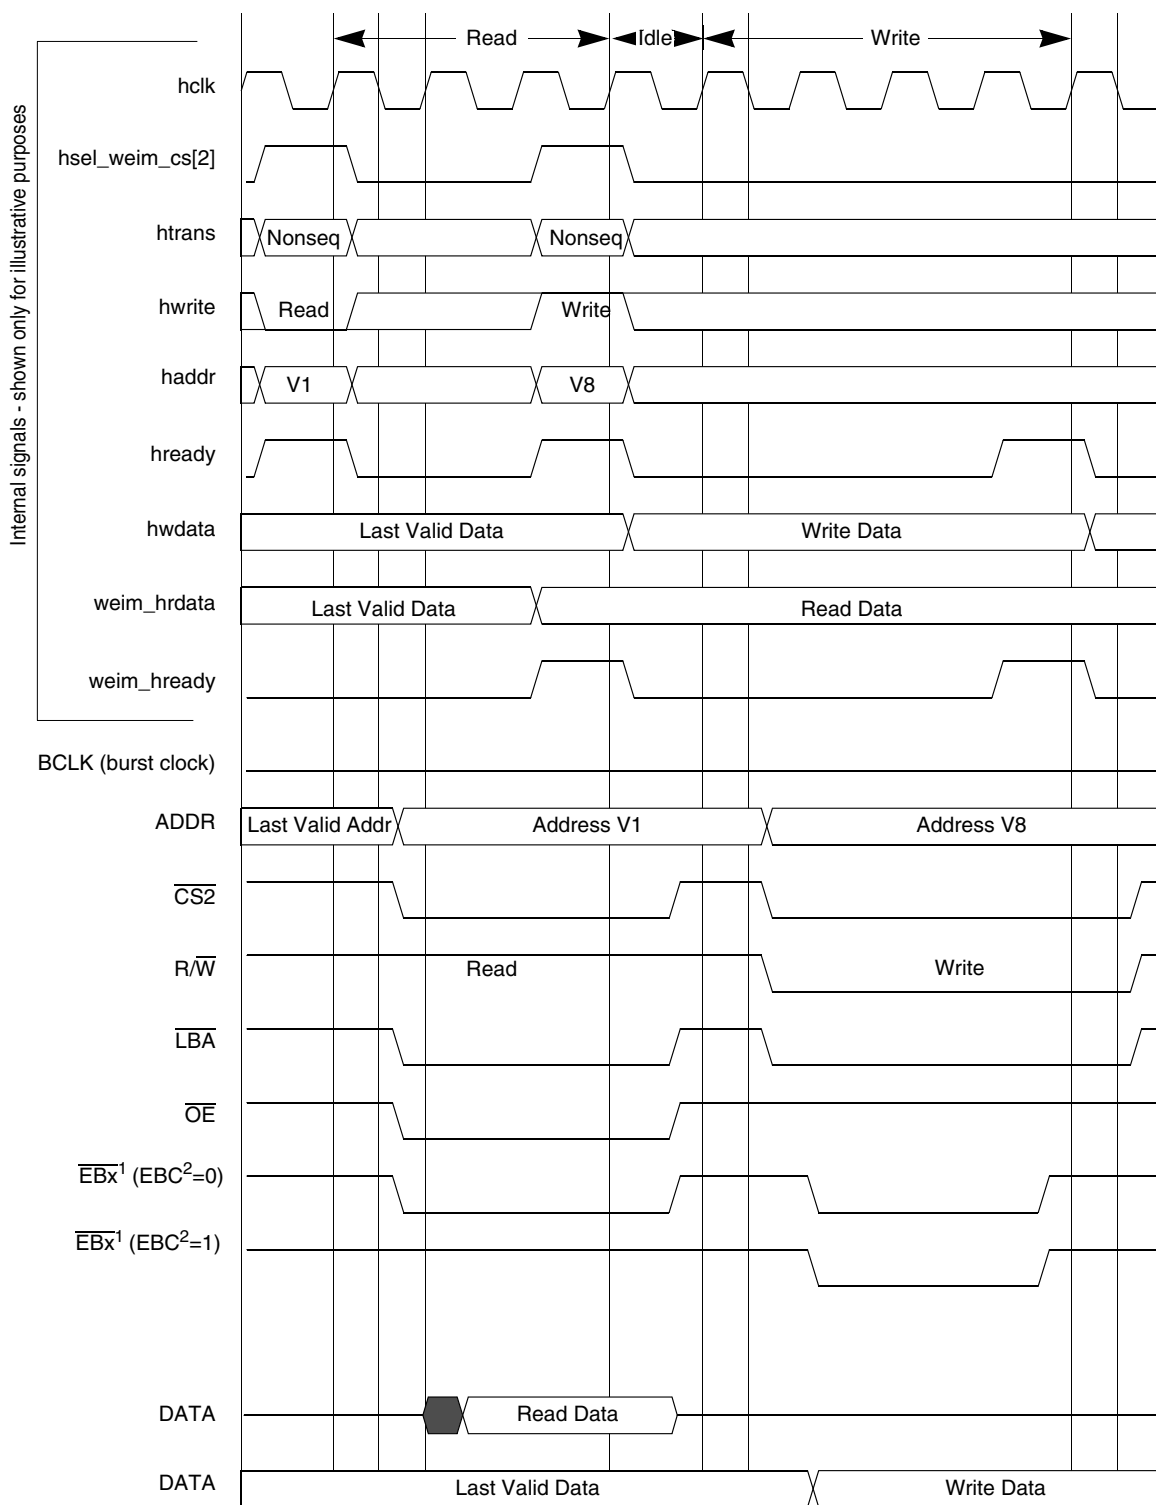 Read Idle Write
Internal signals - shown only for illustrative purposes
hclk
hsel_weim_cs[2]
htrans Nonseq Nonseq
hwrite Read Write
haddr V1 V8
hready
hwdata Last Valid Data Write Data
weim_hrdata Last Valid Data Read Data
weim_hready
BCLK (burst clock)
ADDR Last Valid Addr Address V1 Address V8
CS2
R/W Read Write
LBA
OE
EBx¹ (EBC²=0)
EBx¹ (EBC²=1)
DATA Read Data
DATA Last Valid Data Write Data